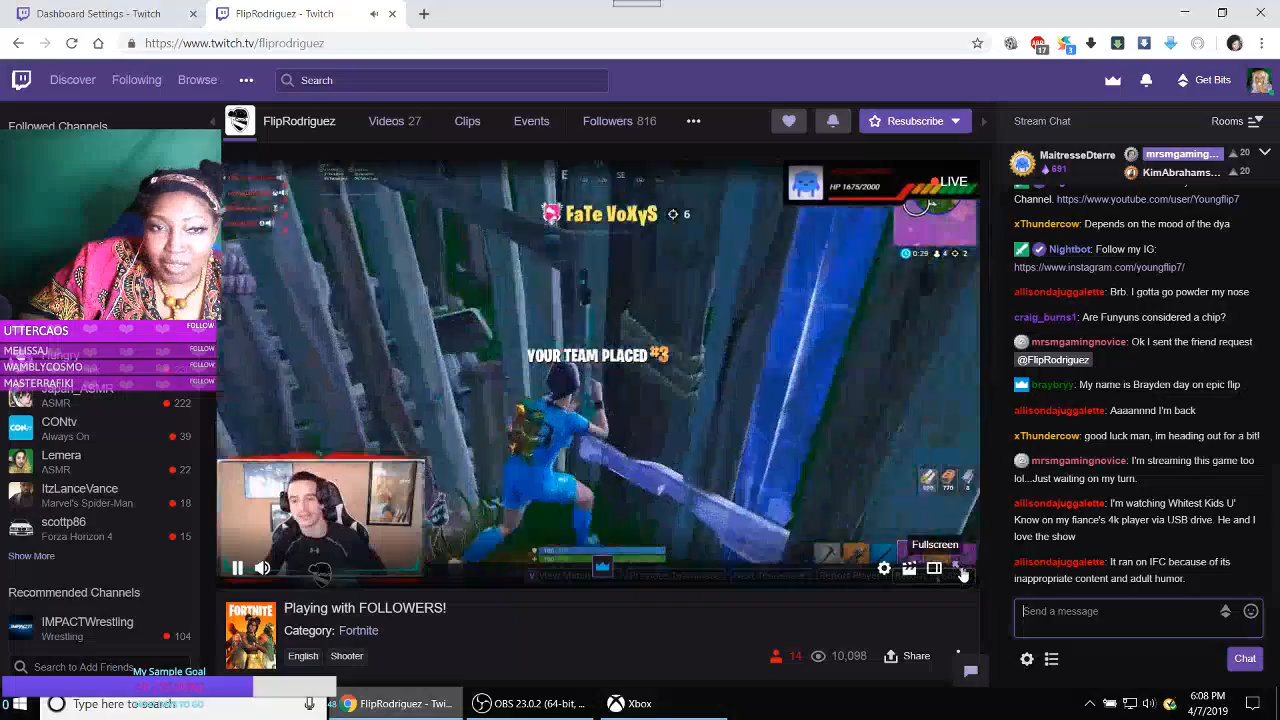 Dashboard Settings - Twitch
FlipRodriguez - Twitch
https://www.twitch.tv/fliprodriguez
17
3
Discover
Following
Browse
Search
Get Bits
Followed Channels
FlipRodriguez
Videos 27
Clips
Events
Followers 816
Resubscribe
Stream Chat
Rooms
MaitresseDterre
691
mrsmgaming...
20
KimAbrahams...
20
HP 1675/2000
LIVE
FaTe VoXyS
6
0:26
4
2
YOUR TEAM PLACED #3
Channel. https://www.youtube.com/user/Youngflip7
xThundercow: Depends on the mood of the dya
Nightbot: Follow my IG:
https://www.instagram.com/youngflip7/
allisondajuggalette: Brb. I gotta go powder my nose
craig_burns1: Are Funyuns considered a chip?
mrsmgamingnovice: Ok I sent the friend request
@FlipRodriguez
braybryy: My name is Brayden day on epic flip
allisondajuggalette: Aaaannnd I'm back
xThundercow: good luck man, im heading out for a bit!
mrsmgamingnovice: I'm streaming this game too
lol...Just waiting on my turn.
allisondajuggalette: I'm watching Whitest Kids U'
Know on my fiance's 4k player via USB drive. He and I
love the show
allisondajuggalette: It ran on IFC because of its
inappropriate content and adult humor.
Send a message
Chat
UTTERCAOS
FOLLOW
MELISSAJ
FOLLOW
WAMBLYCOSMO
FOLLOW
MASTERRAFIKI
FOLLOW
ASMR
222
CONtv
Always On
39
Lemera
ASMR
22
ItzLanceVance
Marvel's Spider-Man
18
scottp86
Forza Horizon 4
15
Show More
Recommended Channels
IMPACTWrestling
Wrestling
104
Search to Add Friends
My Sample Goal
Fullscreen
FORTNITE
Playing with FOLLOWERS!
Category: Fortnite
English
Shooter
14
10,098
Share
Type here to search
FlipRodriguez - Twi...
OBS 23.0.2 (64-bit, ...
Xbox
6:08 PM
4/7/2019